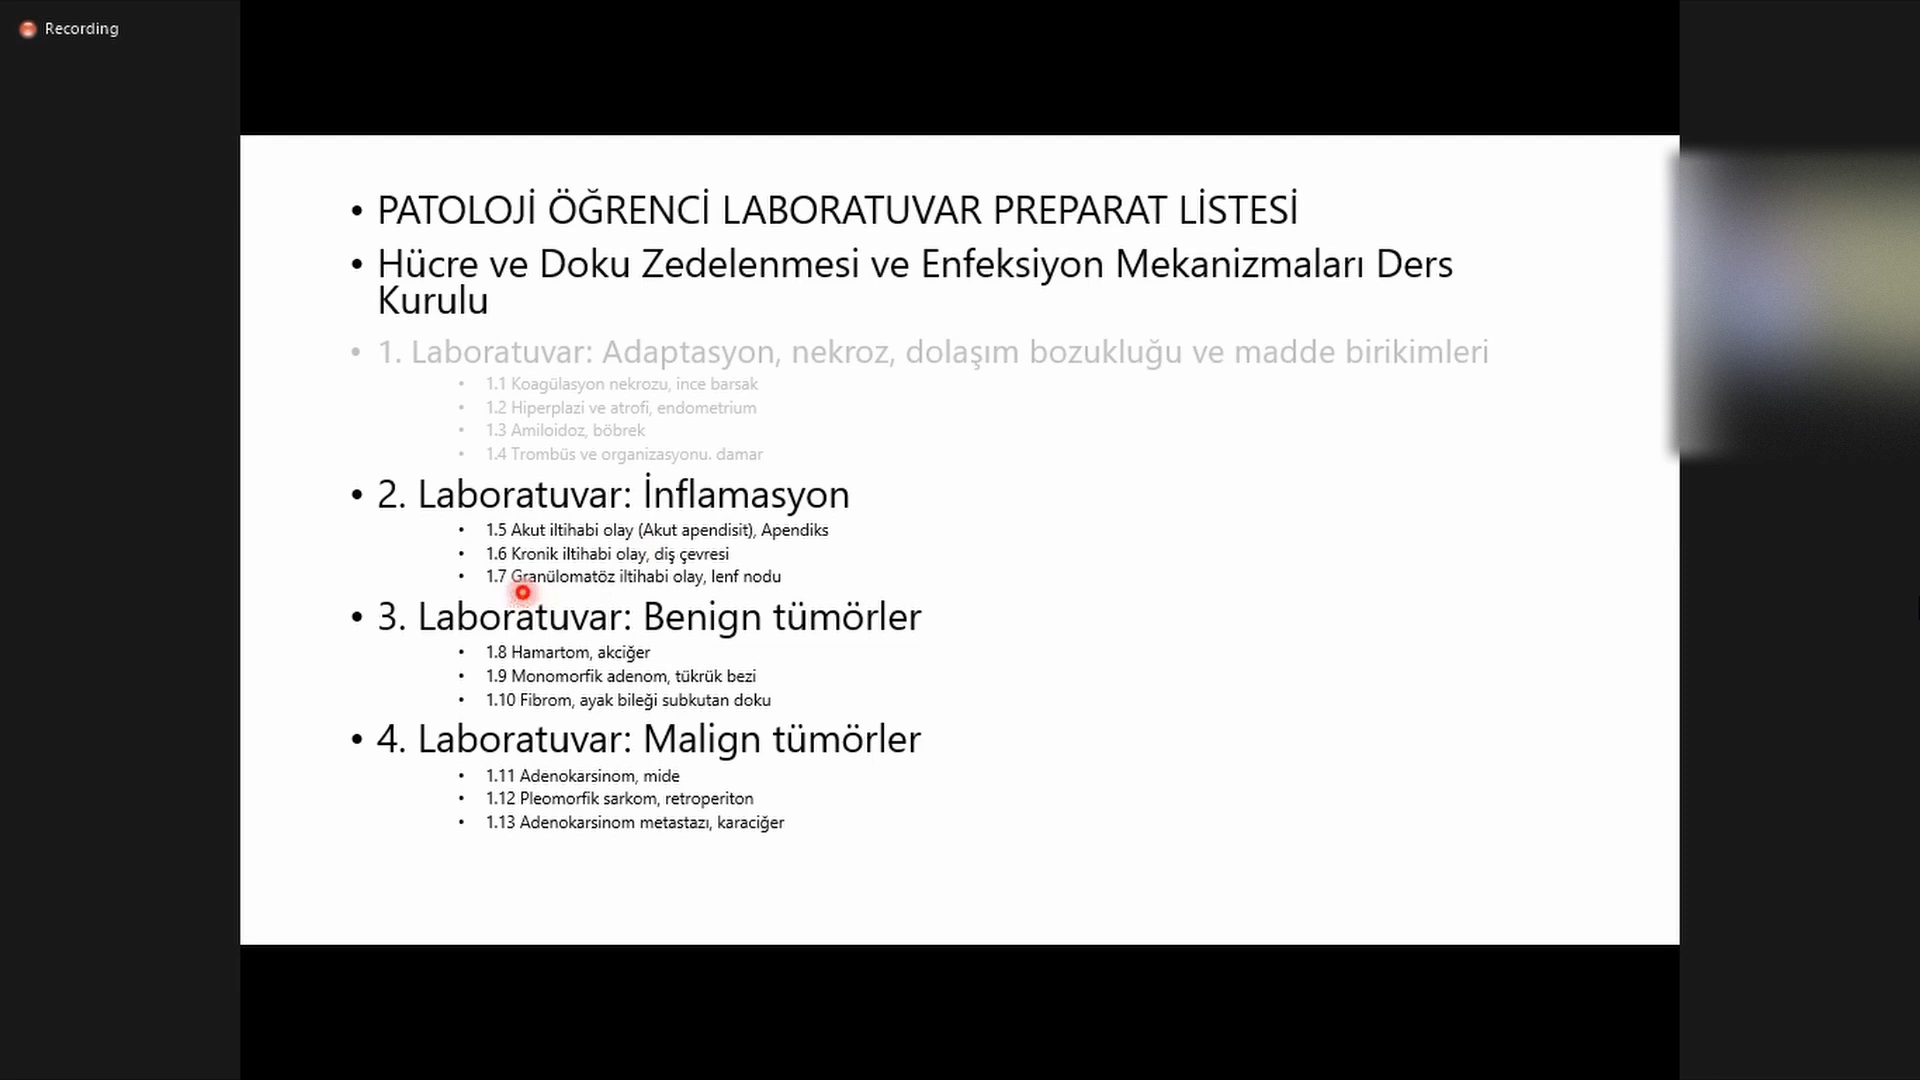 Recording
• PATOLOJİ ÖĞRENCİ LABORATUVAR PREPARAT LİSTESİ
• Hücre ve Doku Zedelenmesi ve Enfeksiyon Mekanizmaları Ders
Kurulu
• 1. Laboratuvar: Adaptasyon, nekroz, dolaşım bozukluğu ve madde birikimleri
• 1.1 Koagülasyon nekrozu, ince barsak
• 1.2 Hiperplazi ve atrofi, endometrium
• 1.3 Amiloidoz, böbrek
• 1.4 Trombüs ve organizasyonu. damar
• 2. Laboratuvar: İnflamasyon
• 1.5 Akut iltihabi olay (Akut apendisit), Apendiks
• 1.6 Kronik iltihabi olay, diş çevresi
• 1.7 Granülomatöz iltihabi olay, lenf nodu
• 3. Laboratuvar: Benign tümörler
• 1.8 Hamartom, akciğer
• 1.9 Monomorfik adenom, tükrük bezi
• 1.10 Fibrom, ayak bileği subkutan doku
• 4. Laboratuvar: Malign tümörler
• 1.11 Adenokarsinom, mide
• 1.12 Pleomorfik sarkom, retroperiton
• 1.13 Adenokarsinom metastazı, karaciğer